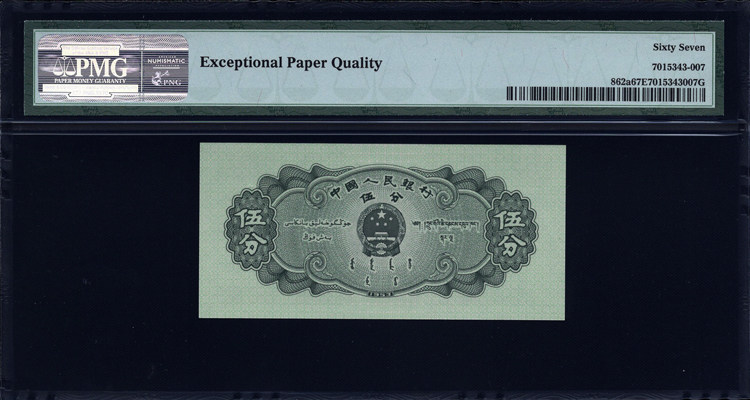 PMG
PAPER MONEY GUARANTY
NUMISMATIC
PNG
Exceptional Paper Quality
Sixty Seven
7015343-007
862a67E7015343007G
中國人民銀行
伍分
伍分
伍分